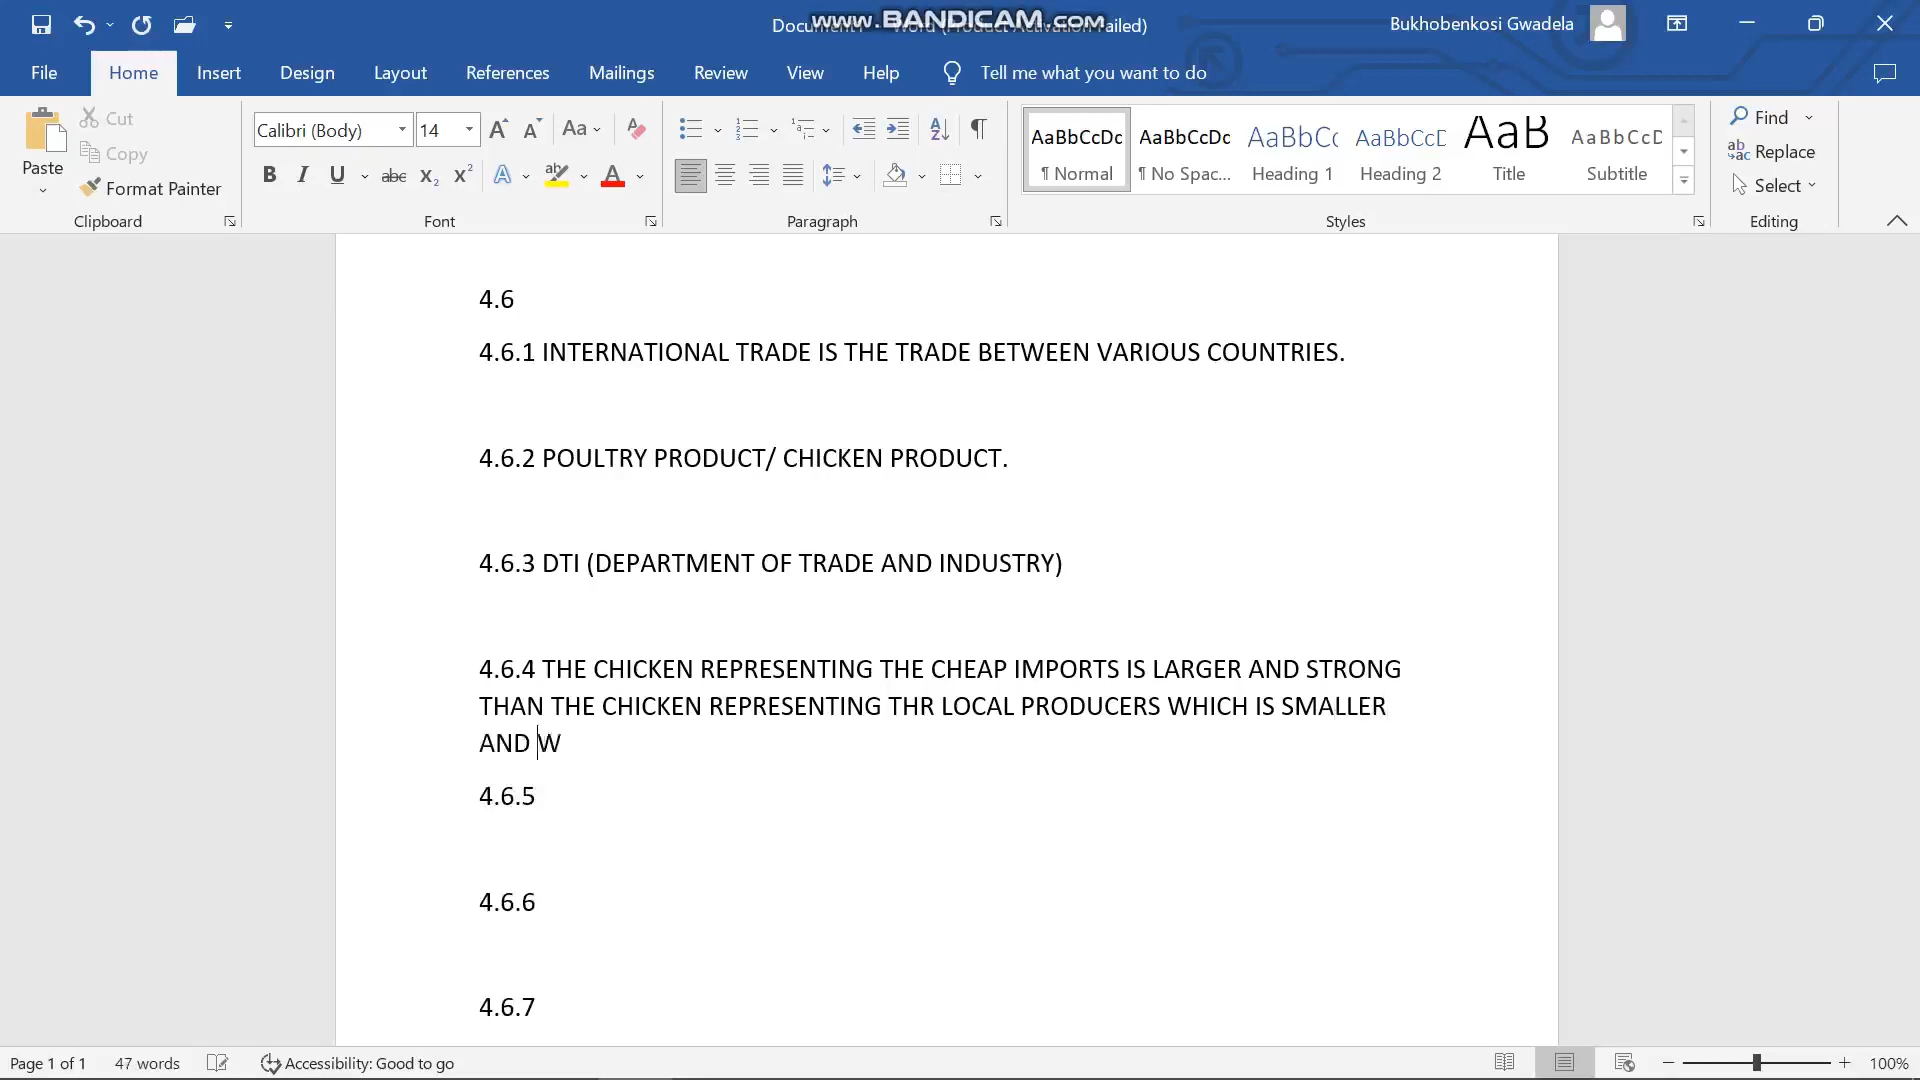 www.BANDICAM.com
Bukhobenkosi Gwadela
File Home Insert Design Layout References Mailings Review View Help Tell me what you want to do
Paste
Cut
Copy
Format Painter
Clipboard
Calibri (Body) 14
Font
Paragraph
AaBbCcDc AaBbCcDc AaBbCc AaBbCcD AaB AaBbCcD
¶ Normal ¶ No Spac... Heading 1 Heading 2 Title Subtitle
Styles
Find
Replace
Select
Editing
4.6
4.6.1 INTERNATIONAL TRADE IS THE TRADE BETWEEN VARIOUS COUNTRIES.
4.6.2 POULTRY PRODUCT/ CHICKEN PRODUCT.
4.6.3 DTI (DEPARTMENT OF TRADE AND INDUSTRY)
4.6.4 THE CHICKEN REPRESENTING THE CHEAP IMPORTS IS LARGER AND STRONG
THAN THE CHICKEN REPRESENTING THR LOCAL PRODUCERS WHICH IS SMALLER
AND W
4.6.5
4.6.6
4.6.7
Page 1 of 1 47 words Accessibility: Good to go 100%